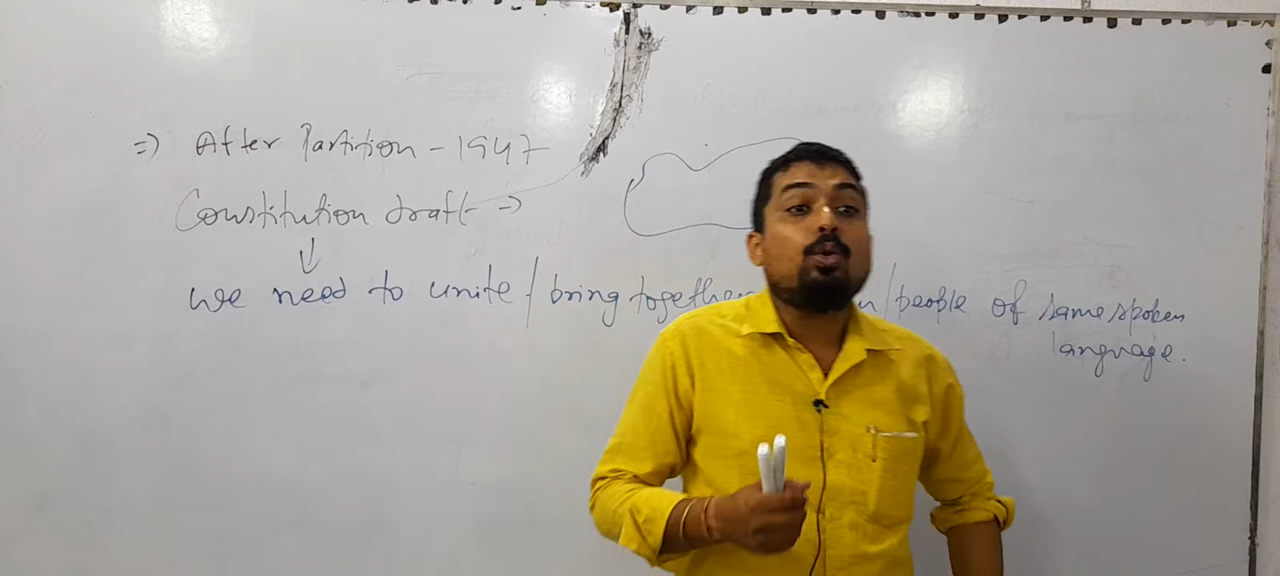 =) After Partition - 1947
Constitution draft →
↓
we need to unite / bring together /people of same spoken
language.